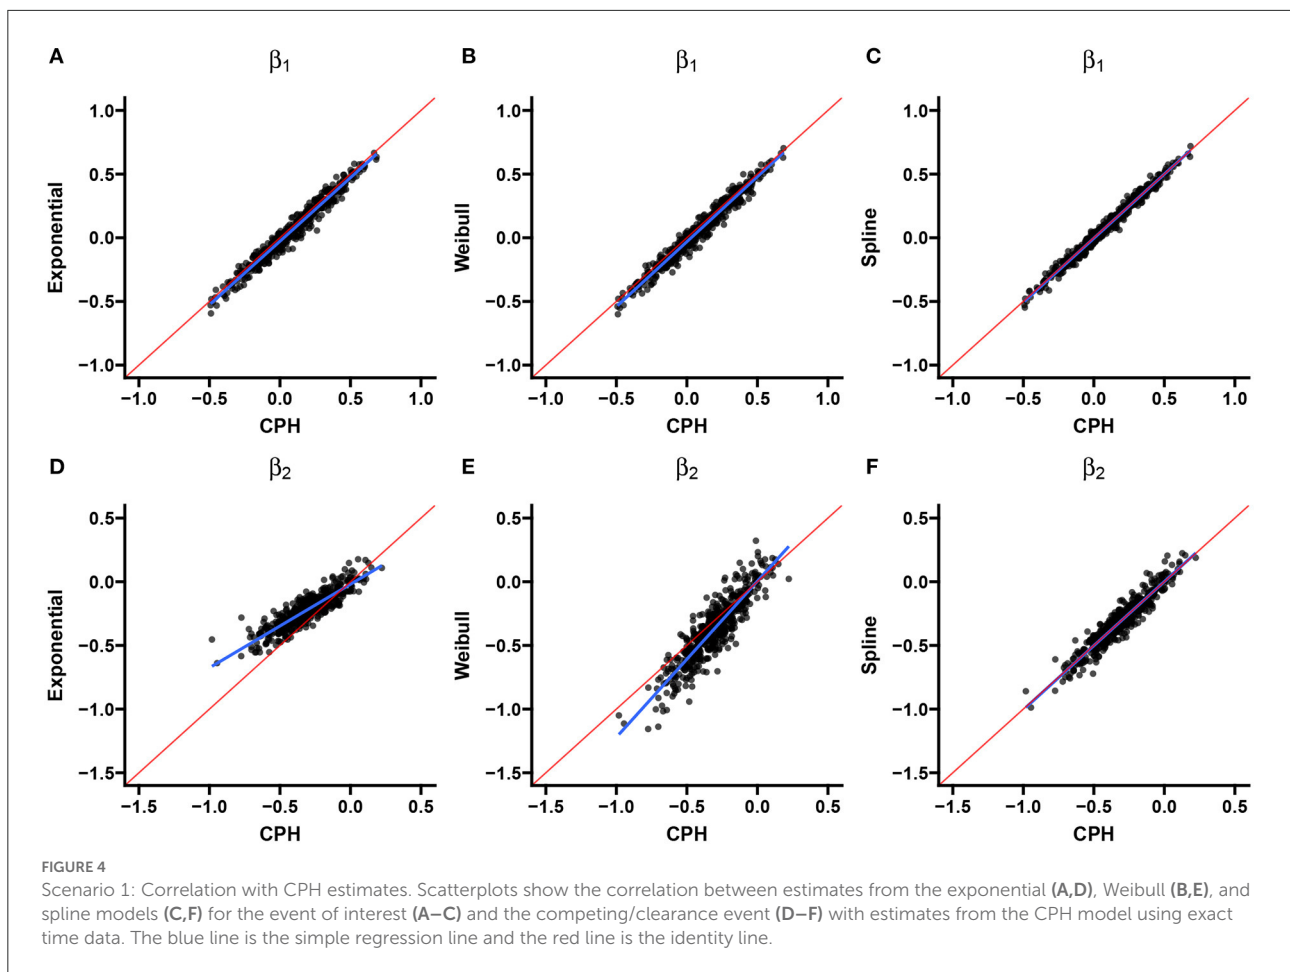 A
β1
B
β1
C
β1
1.0
0.5
0.0
−0.5
−1.0
Exponential
−1.0 −0.5 0.0 0.5 1.0
CPH
1.0
0.5
0.0
−0.5
−1.0
Weibull
−1.0 −0.5 0.0 0.5 1.0
CPH
1.0
0.5
0.0
−0.5
−1.0
Spline
−1.0 −0.5 0.0 0.5 1.0
CPH
D
β2
E
β2
F
β2
0.5
0.0
−0.5
−1.0
−1.5
Exponential
−1.5 −1.0 −0.5 0.0 0.5
CPH
0.5
0.0
−0.5
−1.0
−1.5
Weibull
−1.5 −1.0 −0.5 0.0 0.5
CPH
0.5
0.0
−0.5
−1.0
−1.5
Spline
−1.5 −1.0 −0.5 0.0 0.5
CPH
FIGURE 4
Scenario 1: Correlation with CPH estimates. Scatterplots show the correlation between estimates from the exponential (A,D), Weibull (B,E), and
spline models (C,F) for the event of interest (A–C) and the competing/clearance event (D–F) with estimates from the CPH model using exact
time data. The blue line is the simple regression line and the red line is the identity line.